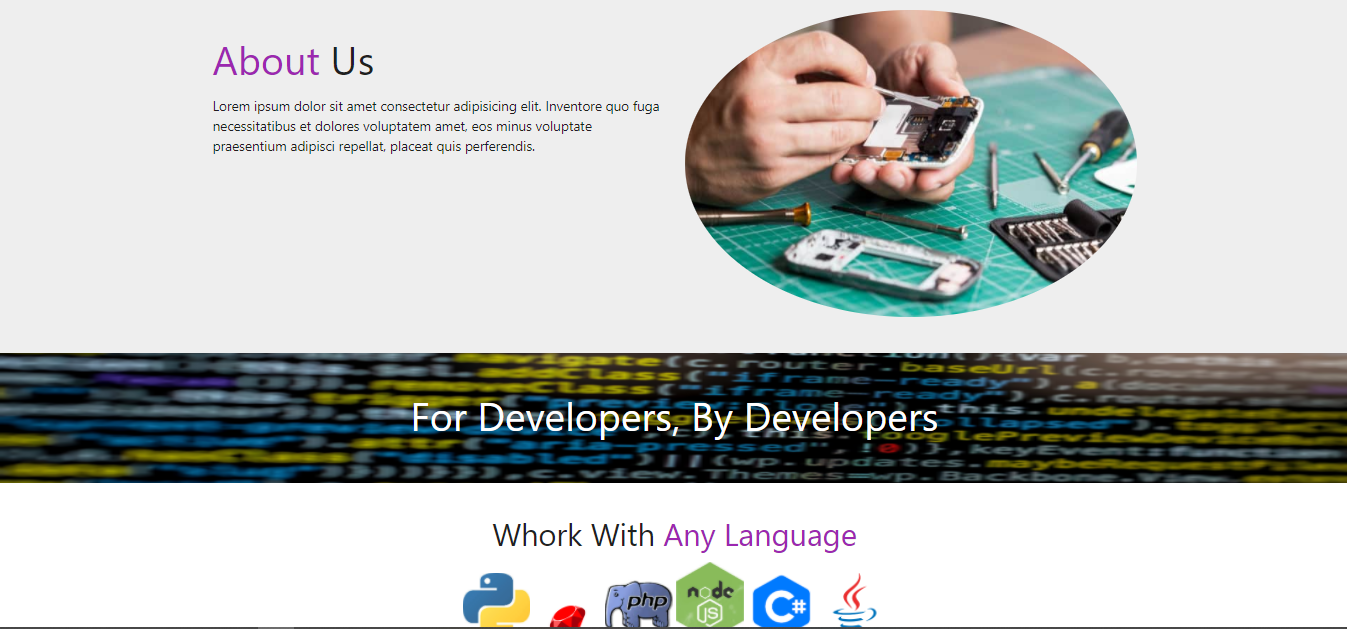 About Us
Lorem ipsum dolor sit amet consectetur adipisicing elit. Inventore quo fuga
necessitatibus et dolores voluptatem amet, eos minus voluptate
praesentium adipisci repellat, placeat quis perferendis.
For Developers, By Developers
Whork With Any Language
php
node
JS
C#